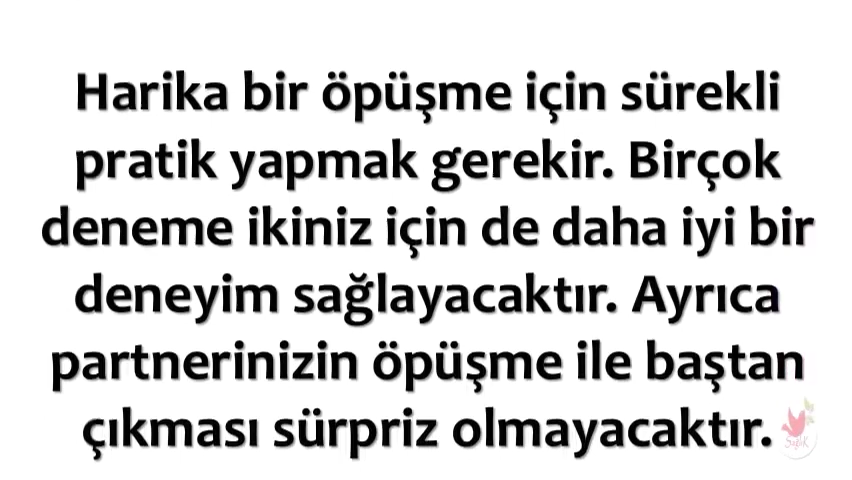 Harika bir öpüşme için sürekli
pratik yapmak gerekir. Birçok
deneme ikiniz için de daha iyi bir
deneyim sağlayacaktır. Ayrıca
partnerinizin öpüşme ile baştan
çıkması sürpriz olmayacaktır.